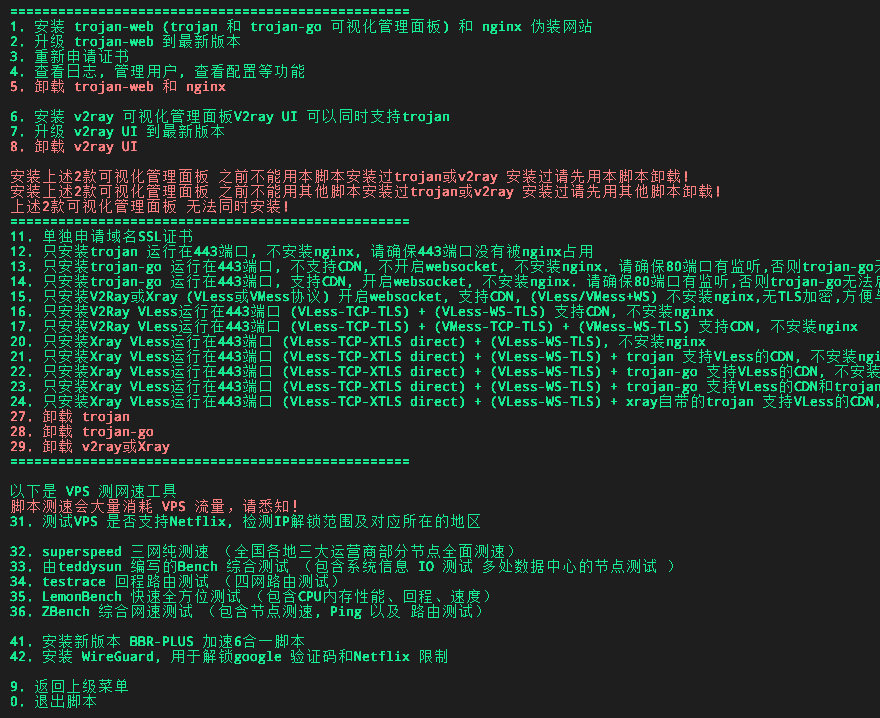 ==================================================
1. 安装 trojan-web (trojan 和 trojan-go 可视化管理面板) 和 nginx 伪装网站
2. 升级 trojan-web 到最新版本
3. 重新申请证书
4. 查看日志, 管理用户, 查看配置等功能
5. 卸载 trojan-web 和 nginx
6. 安装 v2ray 可视化管理面板V2ray UI 可以同时支持trojan
7. 升级 v2ray UI 到最新版本
8. 卸载 v2ray UI
安装上述2款可视化管理面板 之前不能用本脚本安装过trojan或v2ray 安装过请先用本脚本卸载!
安装上述2款可视化管理面板 之前不能用其他脚本安装过trojan或v2ray 安装过请先用其他脚本卸载!
上述2款可视化管理面板 无法同时安装!
==================================================
11. 单独申请域名SSL证书
12. 只安装trojan 运行在443端口, 不安装nginx, 请确保443端口没有被nginx占用
13. 只安装trojan-go 运行在443端口, 不支持CDN, 不开启websocket, 不安装nginx. 请确保80端口有监听,否则trojan-go无
14. 只安装trojan-go 运行在443端口, 支持CDN, 开启websocket, 不安装nginx. 请确保80端口有监听,否则trojan-go无法启
15. 只安装V2Ray或Xray (VLess或VMess协议) 开启websocket, 支持CDN, (VLess/VMess+WS) 不安装nginx,无TLS加密,方便与
16. 只安装V2Ray VLess运行在443端口 (VLess-TCP-TLS) + (VLess-WS-TLS) 支持CDN, 不安装nginx
17. 只安装V2Ray VLess运行在443端口 (VLess-TCP-TLS) + (VMess-TCP-TLS) + (VMess-WS-TLS) 支持CDN, 不安装nginx
20. 只安装Xray VLess运行在443端口 (VLess-TCP-XTLS direct) + (VLess-WS-TLS), 不安装nginx
21. 只安装Xray VLess运行在443端口 (VLess-TCP-XTLS direct) + (VLess-WS-TLS) + trojan 支持VLess的CDN, 不安装ngi
22. 只安装Xray VLess运行在443端口 (VLess-TCP-XTLS direct) + (VLess-WS-TLS) + trojan-go 支持VLess的CDN, 不安装
23. 只安装Xray VLess运行在443端口 (VLess-TCP-XTLS direct) + (VLess-WS-TLS) + trojan-go 支持VLess的CDN和trojan
24. 只安装Xray VLess运行在443端口 (VLess-TCP-XTLS direct) + (VLess-WS-TLS) + xray自带的trojan 支持VLess的CDN,
27. 卸载 trojan
28. 卸载 trojan-go
29. 卸载 v2ray或Xray
==================================================
以下是 VPS 测网速工具
脚本测速会大量消耗 VPS 流量，请悉知!
31. 测试VPS 是否支持Netflix, 检测IP解锁范围及对应所在的地区
32. superspeed 三网纯测速 （全国各地三大运营商部分节点全面测速）
33. 由teddysun 编写的Bench 综合测试 （包含系统信息 IO 测试 多处数据中心的节点测试 ）
34. testrace 回程路由测试 （四网路由测试）
35. LemonBench 快速全方位测试 （包含CPU内存性能、回程、速度）
36. ZBench 综合网速测试 （包含节点测速, Ping 以及 路由测试）
41. 安装新版本 BBR-PLUS 加速6合一脚本
42. 安装 WireGuard, 用于解锁google 验证码和Netflix 限制
9. 返回上级菜单
0. 退出脚本